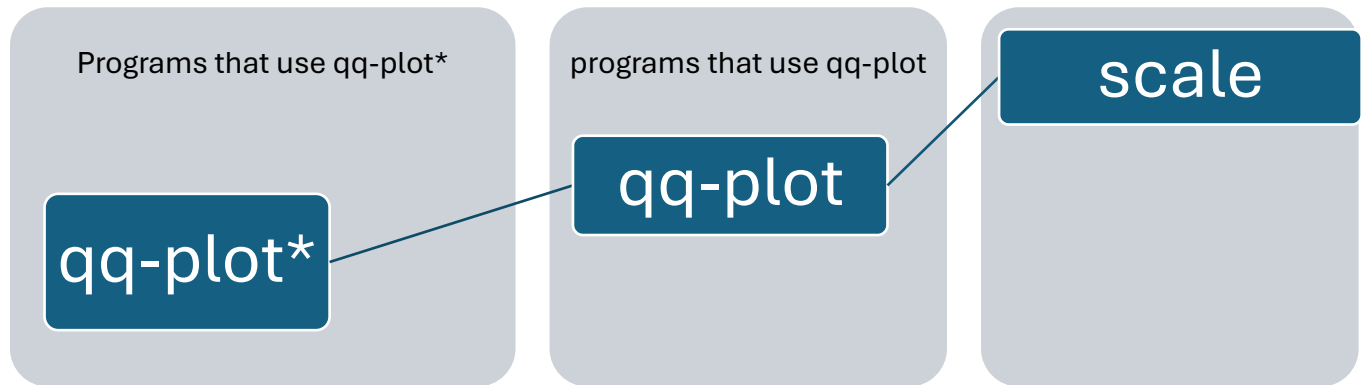 Programs that use qq-plot*
programs that use qq-plot
scale
qq-plot
qq-plot*